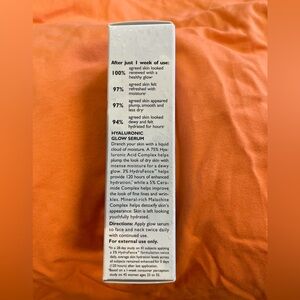 After just 1 week of use:
100% agreed skin looked
renewed with a
healthy glow*
97% agreed skin felt
refreshed with
moisture*
97% agreed skin appeared
plump, smooth and
less dry*
94% agreed skin looked
dewy and felt
hydrated for hours*
HYALURONIC
GLOW SERUM
Drench your skin with a liquid
cloud of moisture. A 75% Hyal-
uronic Acid Complex helps
plump the look of dry skin with
intense moisture for a dewy
glow. 3% HydraFence™ helps
provide 120 hours of enhanced
hydration,† while a 5% Cera-
mide Complex helps improve
the look of fine lines and wrin-
kles. Mineral-rich Malachite
Complex helps detoxify skin's
appearance. Skin is left looking
hydrated and youthful.
Directions: Apply glow serum
to face and neck twice daily
with continued use.
For external use only.